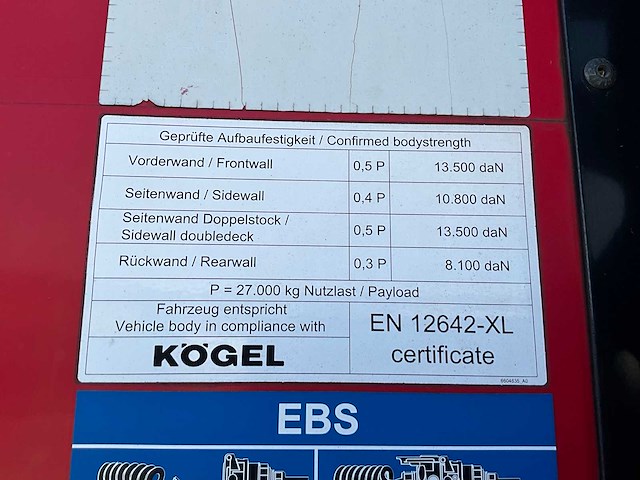 Geprüfte Aufbaufestigkeit / Confirmed bodystrength
Vorderwand / Frontwall 0,5 P 13.500 daN
Seitenwand / Sidewall 0,4 P 10.800 daN
Seitenwand Doppelstock /
Sidewall doubledeck 0,5 P 13.500 daN
Rückwand / Rearwall 0,3 P 8.100 daN
P = 27.000 kg Nutzlast / Payload
Fahrzeug entspricht
Vehicle body in compliance with
KÖGEL
EN 12642-XL
certificate
EBS